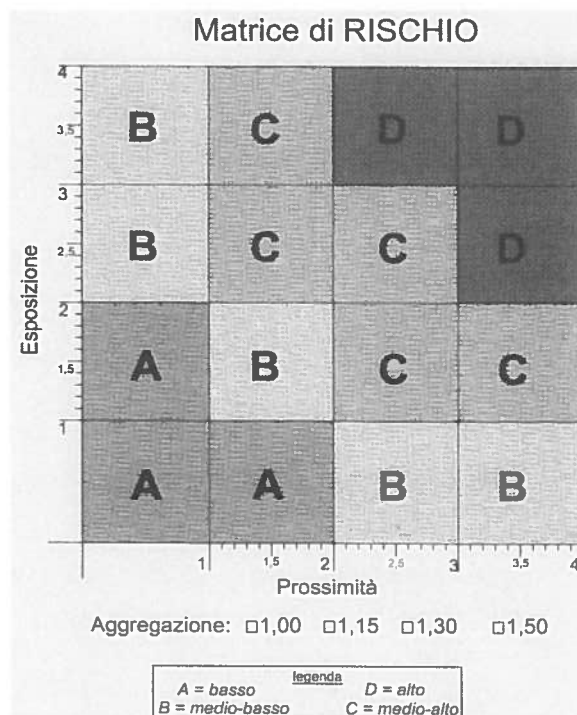 Matrice di RISCHIO
4
3,5
B C D D
3
2,5
B C C D
Esposizione
2
1,5
A B C C
1
A A B B
1 1,5 2 2,5 3 3,5 4
Prossimità
Aggregazione: □1,00 □1,15 □1,30 □1,50
legenda
A = basso D = alto
B = medio-basso C = medio-alto